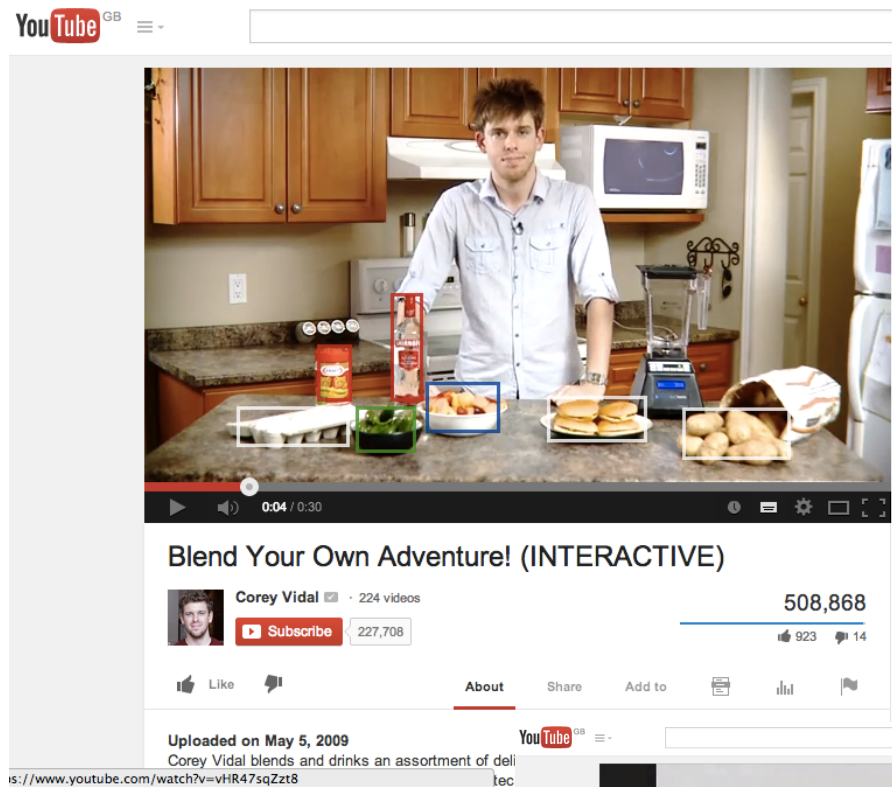 YouTube GB
SMIRNOFF
0:04 / 0:30
Blend Your Own Adventure! (INTERACTIVE)
Corey Vidal · 224 videos
Subscribe 227,708
508,868
923 14
Like
About Share Add to
Uploaded on May 5, 2009
Corey Vidal blends and drinks an assortment of deli
tec
YouTube GB
s://www.youtube.com/watch?v=vHR47sqZzt8